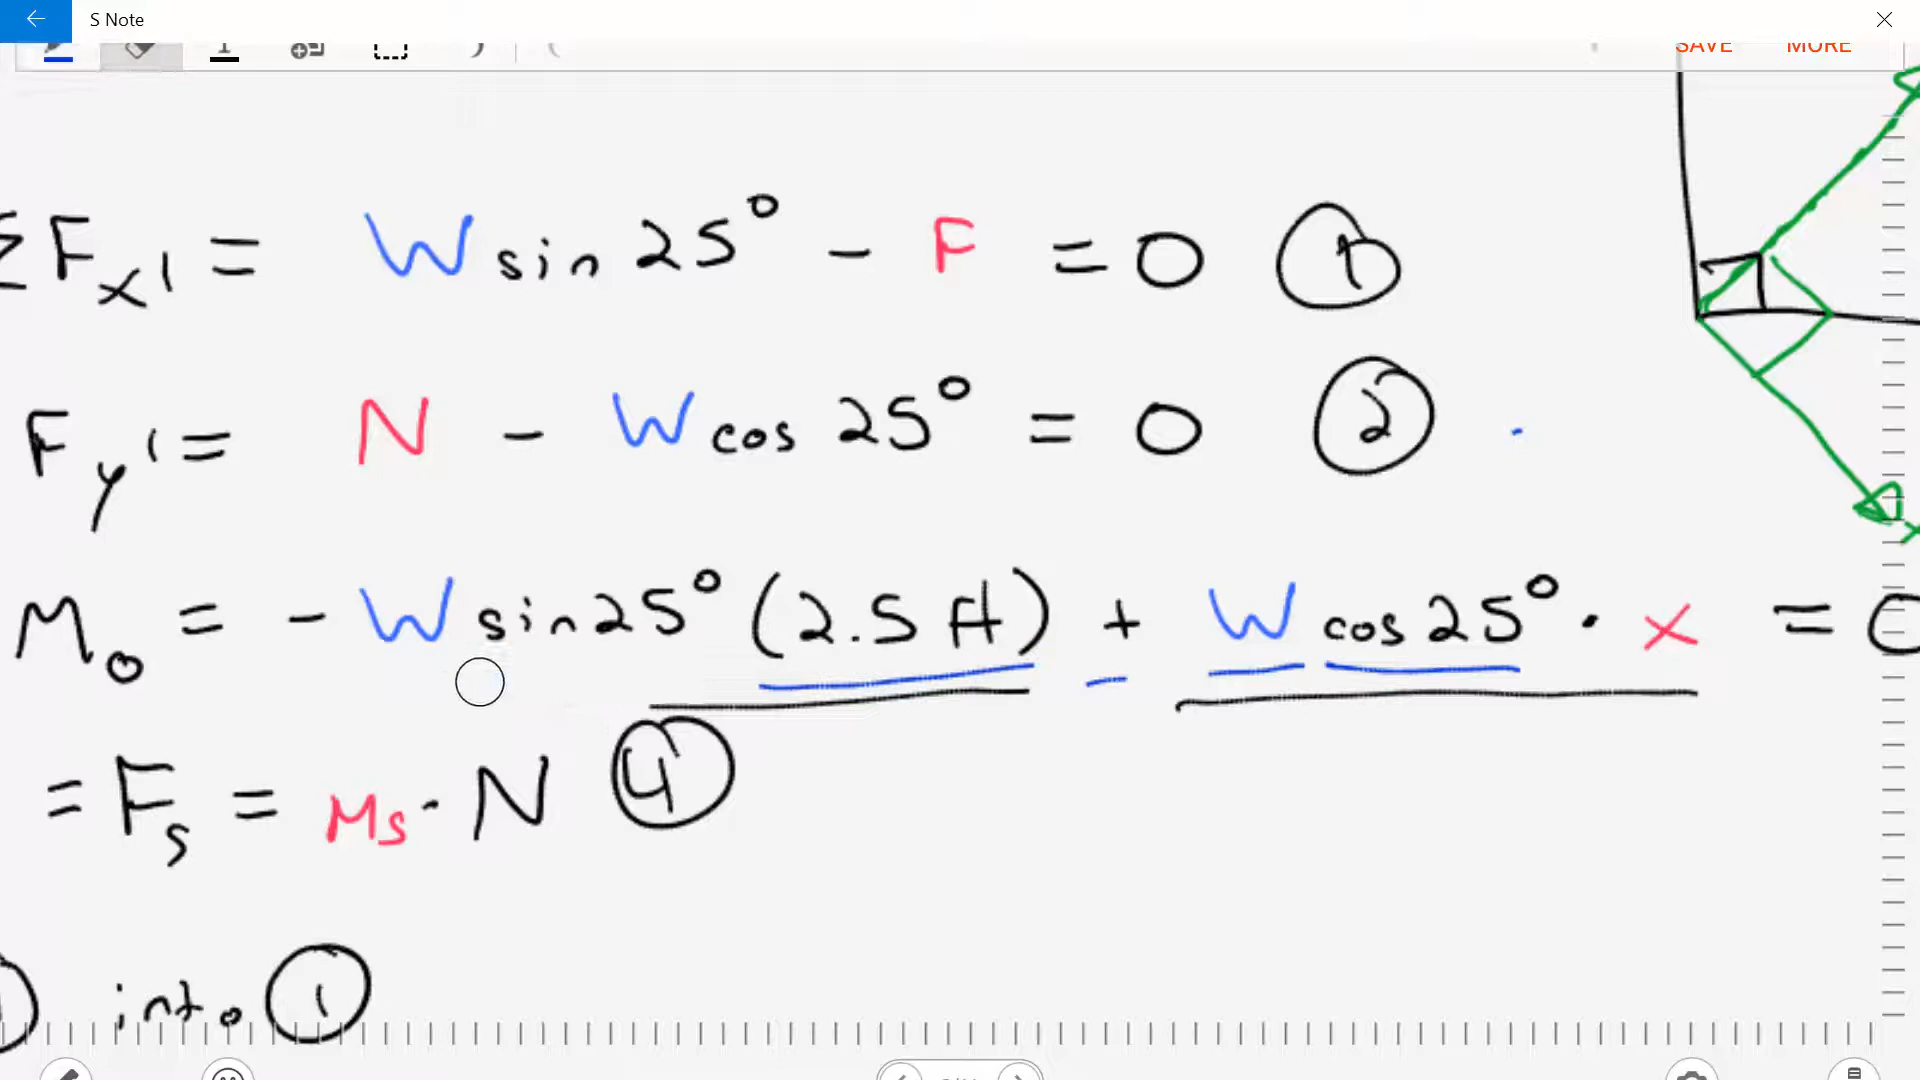 S Note
SAVE MORE
ΣFx' = W sin 25° - F = 0 ①
Fy' = N - W cos 25° = 0 ②
Mo = - W sin 25° (2.5 ft) + W cos 25° · x = 0
= Fs = Ms · N ④
into ①